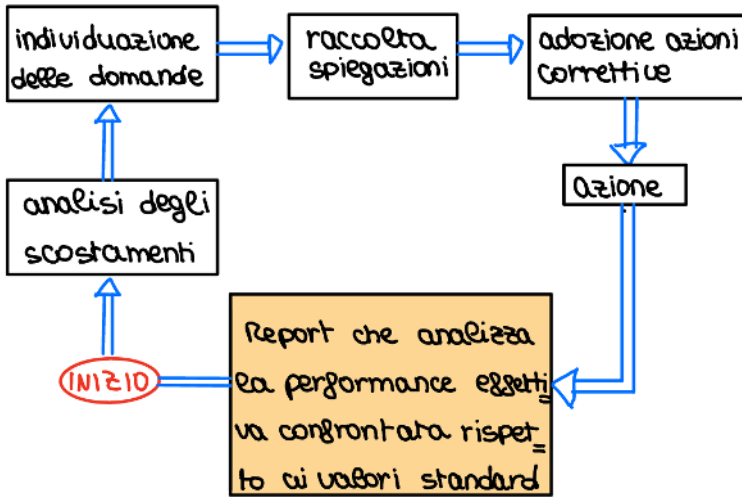 individuazione
delle domande
raccolta
spiegazioni
adozione azioni
correttive
azione
analisi degli
scostamenti
INIZIO
Report che analizza
la performance effetti
va confrontata rispet
to ai valori standard